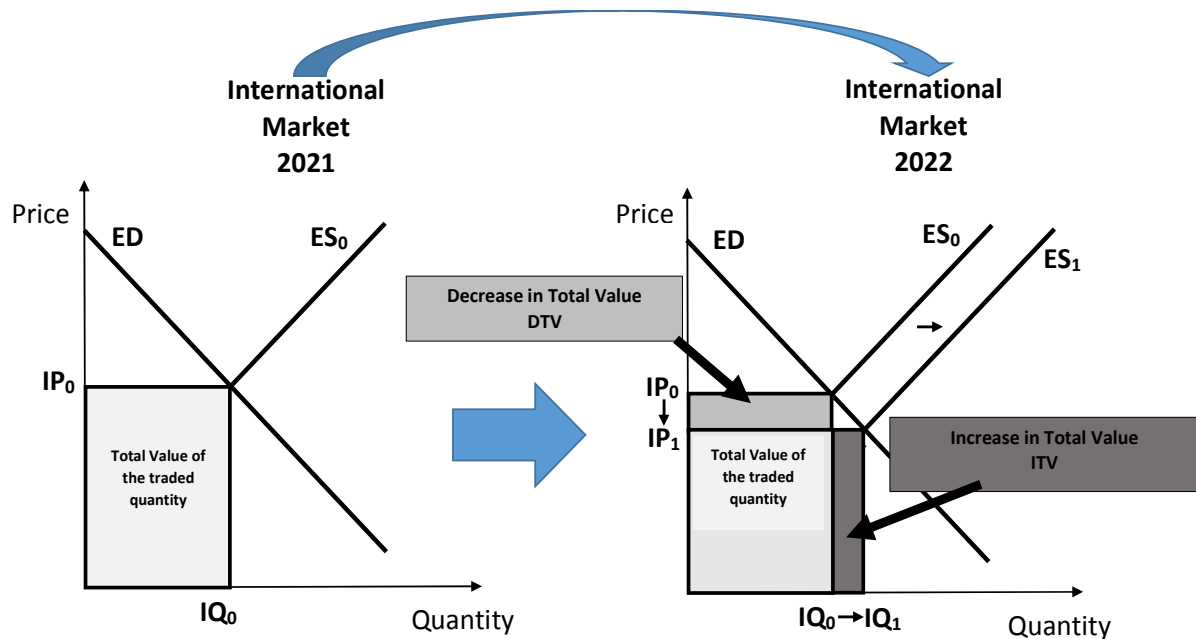 International
Market
2021
Price
ED
ES₀
IP₀
Total Value of
the traded
quantity
IQ₀
Quantity
International
Market
2022
Price
ED
ES₀
ES₁
Decrease in Total Value
DTV
IP₀
IP₁
Total Value of
the traded
quantity
Increase in Total Value
ITV
IQ₀→IQ₁
Quantity